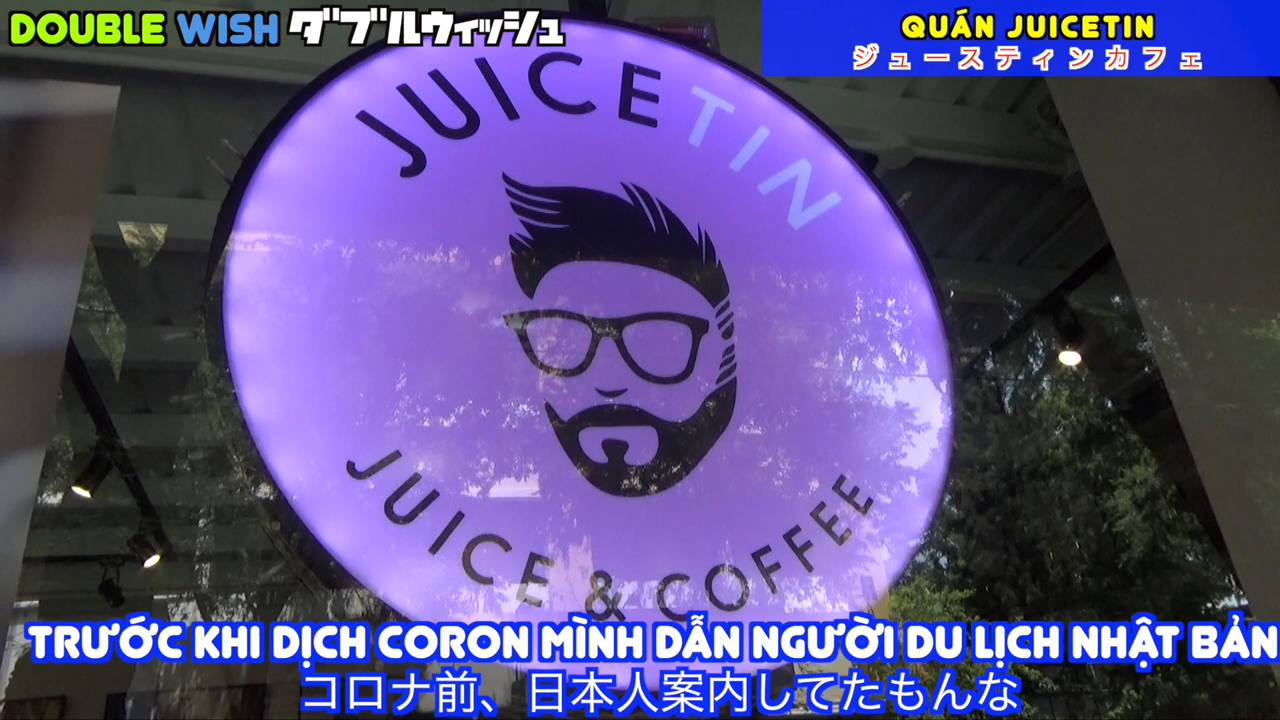 DOUBLE WISH ダブルウィッシュ
QUÁN JUICETIN
ジュースティンカフェ
JUICETIN
JUICE & COFFEE
TRƯỚC KHI DỊCH CORON MÌNH DẪN NGƯỜI DU LỊCH NHẬT BẢN
コロナ前、日本人案内してたもんな